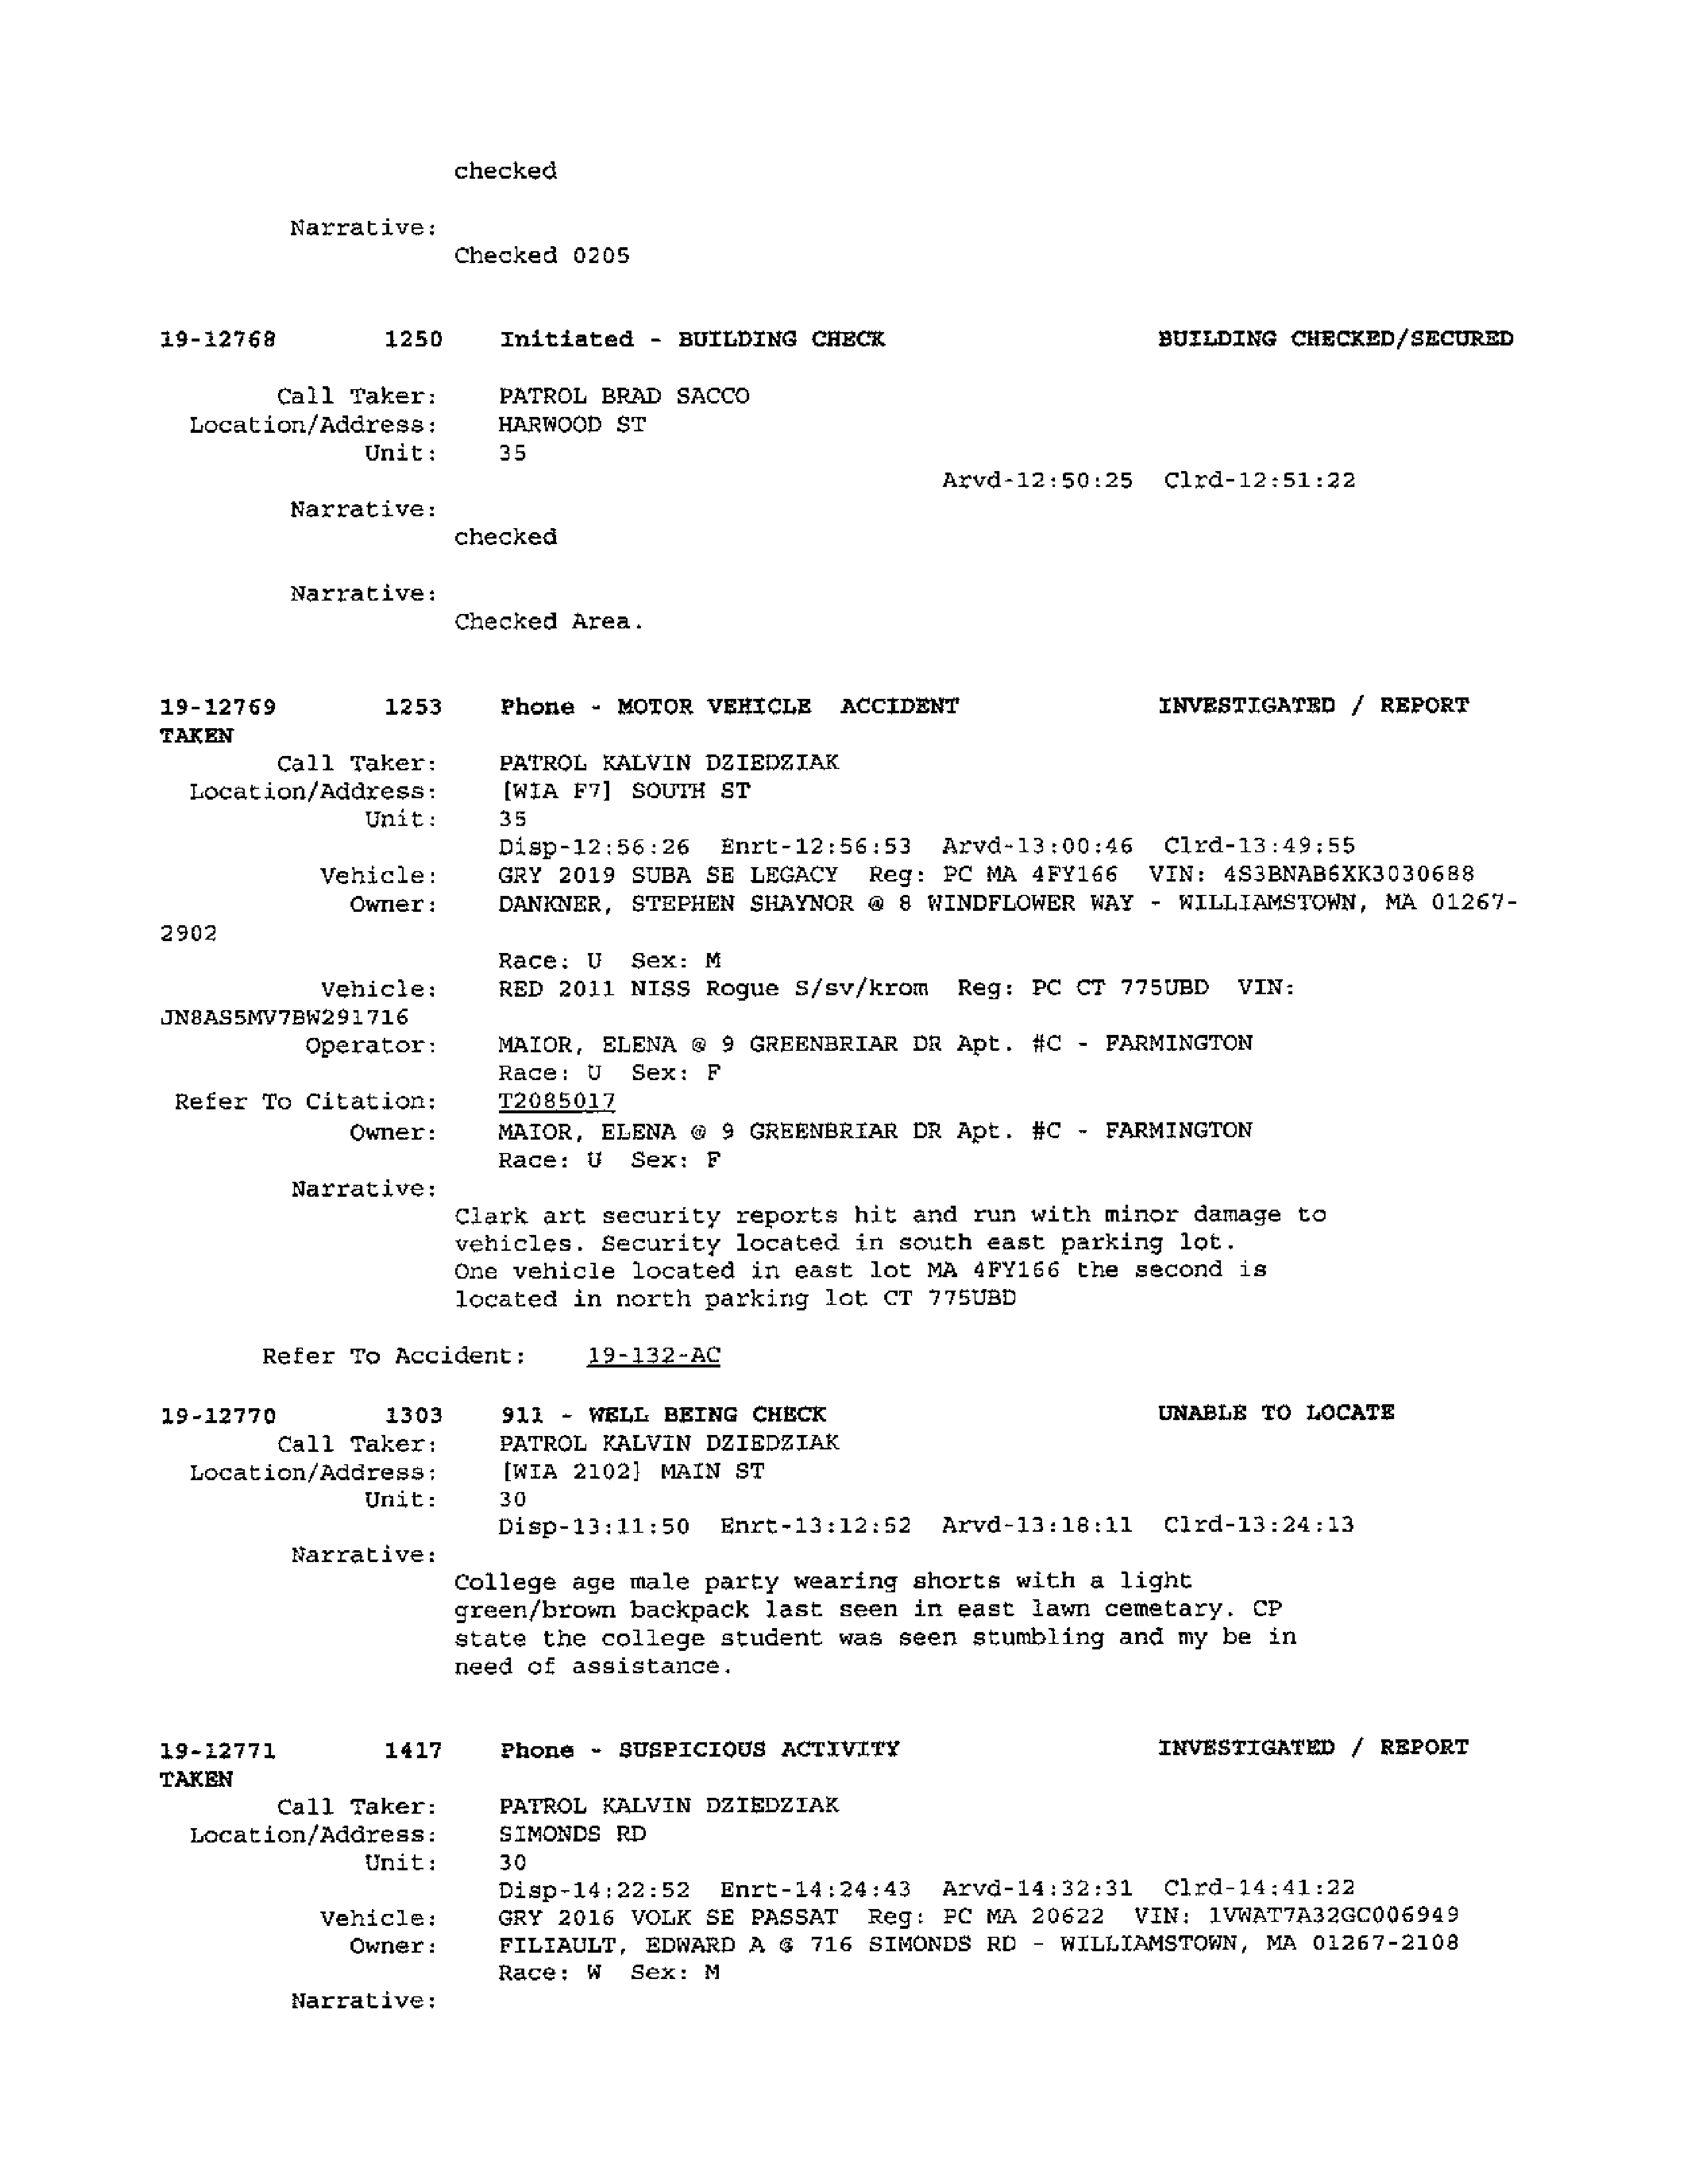 checked
Narrative:
Checked 0205
19-12768 1250 Initiated - BUILDING CHECK BUILDING CHECKED/SECURED
Call Taker: PATROL BRAD SACCO
Location/Address: HARWOOD ST
Unit: 35
Arvd-12:50:25 Clrd-12:51:22
Narrative:
checked
Narrative:
Checked Area.
19-12769 1253 Phone - MOTOR VEHICLE ACCIDENT INVESTIGATED / REPORT
TAKEN
Call Taker: PATROL KALVIN DZIEDZIAK
Location/Address: [WIA F7] SOUTH ST
Unit: 35
Disp-12:56:26 Enrt-12:56:53 Arvd-13:00:46 Clrd-13:49:55
Vehicle: GRY 2019 SUBA SE LEGACY Reg: PC MA 4FY166 VIN: 4S3BNAB6XK3030688
Owner: DANKNER, STEPHEN SHAYNOR @ 8 WINDFLOWER WAY - WILLIAMSTOWN, MA 01267-
2902
Race: U Sex: M
Vehicle: RED 2011 NISS Rogue S/sv/krom Reg: PC CT 775UBD VIN:
JN8AS5MV7BW291716
Operator: MAIOR, ELENA @ 9 GREENBRIAR DR Apt. #C - FARMINGTON
Race: U Sex: F
Refer To Citation: T2085017
Owner: MAIOR, ELENA @ 9 GREENBRIAR DR Apt. #C - FARMINGTON
Race: U Sex: F
Narrative:
Clark art security reports hit and run with minor damage to
vehicles. Security located in south east parking lot.
One vehicle located in east lot MA 4FY166 the second is
located in north parking lot CT 775UBD
Refer To Accident: 19-132-AC
19-12770 1303 911 - WELL BEING CHECK UNABLE TO LOCATE
Call Taker: PATROL KALVIN DZIEDZIAK
Location/Address: [WIA 2102] MAIN ST
Unit: 30
Disp-13:11:50 Enrt-13:12:52 Arvd-13:18:11 Clrd-13:24:13
Narrative:
College age male party wearing shorts with a light
green/brown backpack last seen in east lawn cemetary. CP
state the college student was seen stumbling and my be in
need of assistance.
19-12771 1417 Phone - SUSPICIOUS ACTIVITY INVESTIGATED / REPORT
TAKEN
Call Taker: PATROL KALVIN DZIEDZIAK
Location/Address: SIMONDS RD
Unit: 30
Disp-14:22:52 Enrt-14:24:43 Arvd-14:32:31 Clrd-14:41:22
Vehicle: GRY 2016 VOLK SE PASSAT Reg: PC MA 20622 VIN: 1VWAT7A32GC006949
Owner: FILIAULT, EDWARD A @ 716 SIMONDS RD - WILLIAMSTOWN, MA 01267-2108
Race: W Sex: M
Narrative: